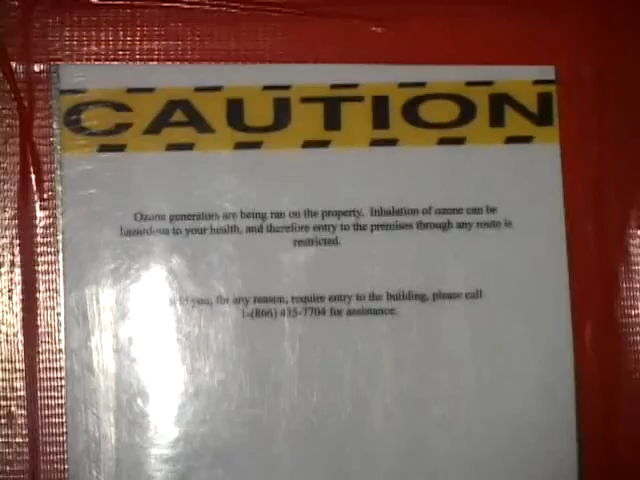 CAUTION
Ozone generators are being ran on the property. Inhalation of ozone can be
hazardous to your health, and therefore entry to the premises through any route is
restricted.
you, for any reason, require entry to the building, please call
1-(866) 435-7704 for assistance.